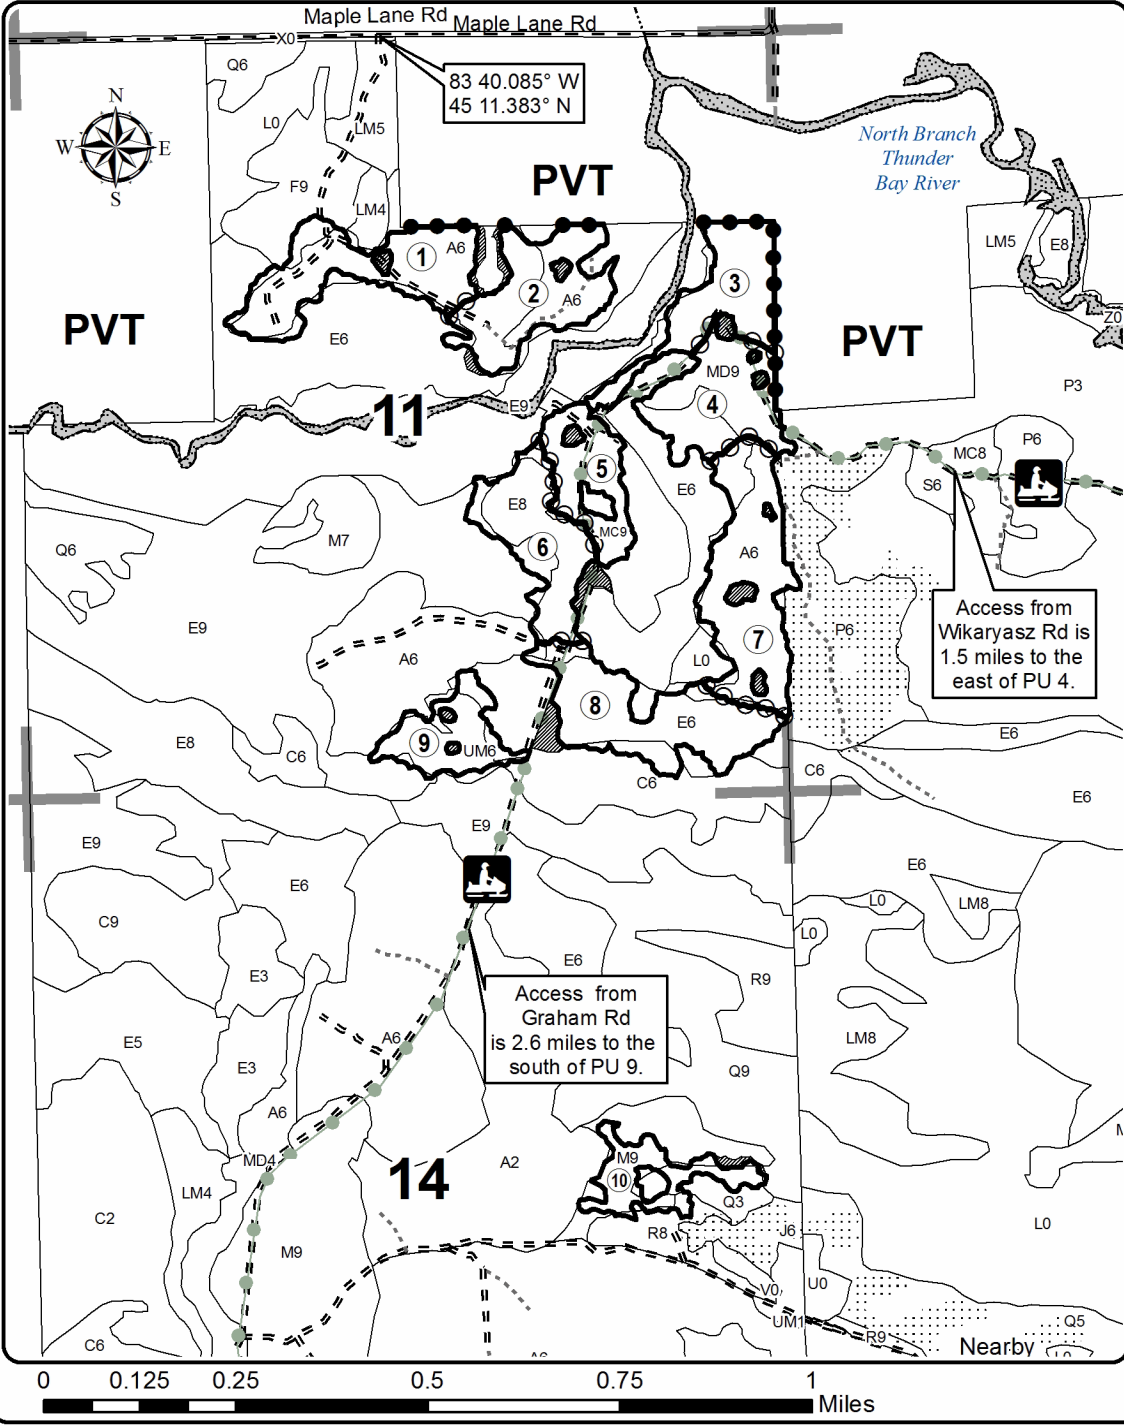 Maple Lane Rd Maple Lane Rd
X0
Q6
83 40.085° W
45 11.383° N
N
W E
S
L0
LM5
North Branch
Thunder
Bay River
F9
PVT
LM4
1
A6
LM5
E8
2
A6
3
Z0
PVT
E6
PVT
MD9
P3
4
11
E9
P6
MC8
5
S6
E6
E8
MC9
Q6
M7
6
A6
Access from
Wikaryasz Rd is
1.5 miles to the
east of PU 4.
E9
P6
7
A6
L0
8
E6
E6
9
UM6
E8
C6
C6
C6
E6
E9
E9
E6
E6
L0
LM8
C9
L0
E6
R9
E3
Access from
Graham Rd
is 2.6 miles to the
south of PU 9.
E5
A6
LM8
E3
Q9
A6
M9
MD4
14
A2
10
LM4
Q3
C2
R8
J6
L0
M9
V0
U0
UM1
Q5
C6
R9
Nearby
0 0.125 0.25 0.5 0.75 1
Miles